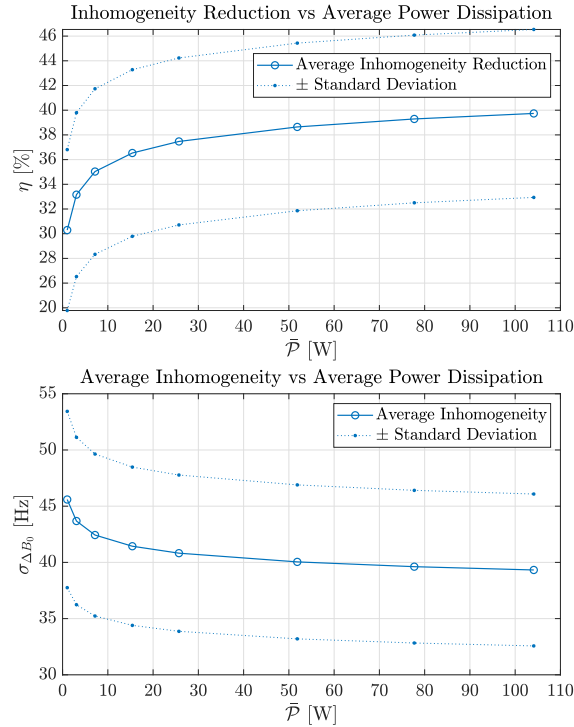 Inhomogeneity Reduction vs Average Power Dissipation
46
44
42
40
38
36
34
32
30
28
26
24
22
20
η [%]
Average Inhomogeneity Reduction
± Standard Deviation
0 10 20 30 40 50 60 70 80 90 100 110
P̄ [W]
Average Inhomogeneity vs Average Power Dissipation
55
50
45
40
35
30
σΔB₀ [Hz]
Average Inhomogeneity
± Standard Deviation
0 10 20 30 40 50 60 70 80 90 100 110
P̄ [W]